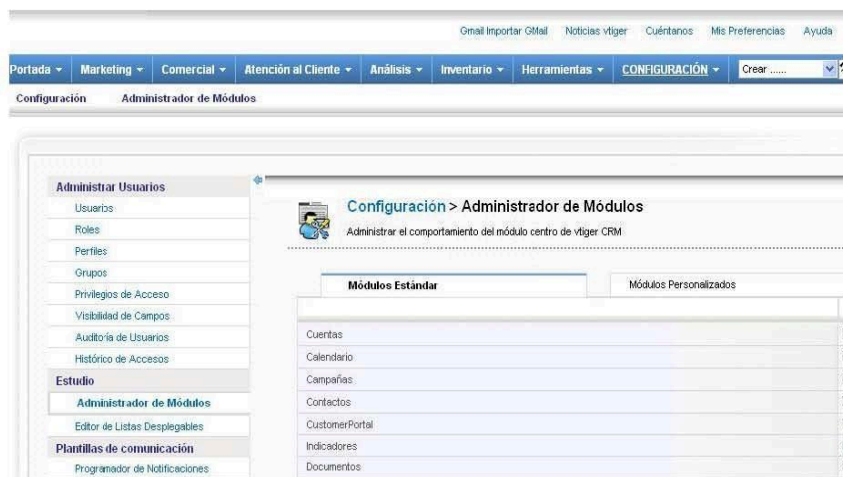 Gmail Importar GMail Noticias vtiger Cuéntanos Mis Preferencias Ayuda
Portada Marketing Comercial Atención al Cliente Análisis Inventario Herramientas CONFIGURACIÓN Crear ......
Configuración Administrador de Módulos
Administrar Usuarios
Usuarios
Roles
Perfiles
Grupos
Privilegios de Acceso
Visibilidad de Campos
Auditoría de Usuarios
Histórico de Accesos
Estudio
Administrador de Módulos
Editor de Listas Desplegables
Plantillas de comunicación
Programador de Notificaciones
Configuración > Administrador de Módulos
Administrar el comportamiento del módulo centro de vtiger CRM
Módulos Estándar Módulos Personalizados
Cuentas
Calendario
Campañas
Contactos
CustomerPortal
Indicadores
Documentos